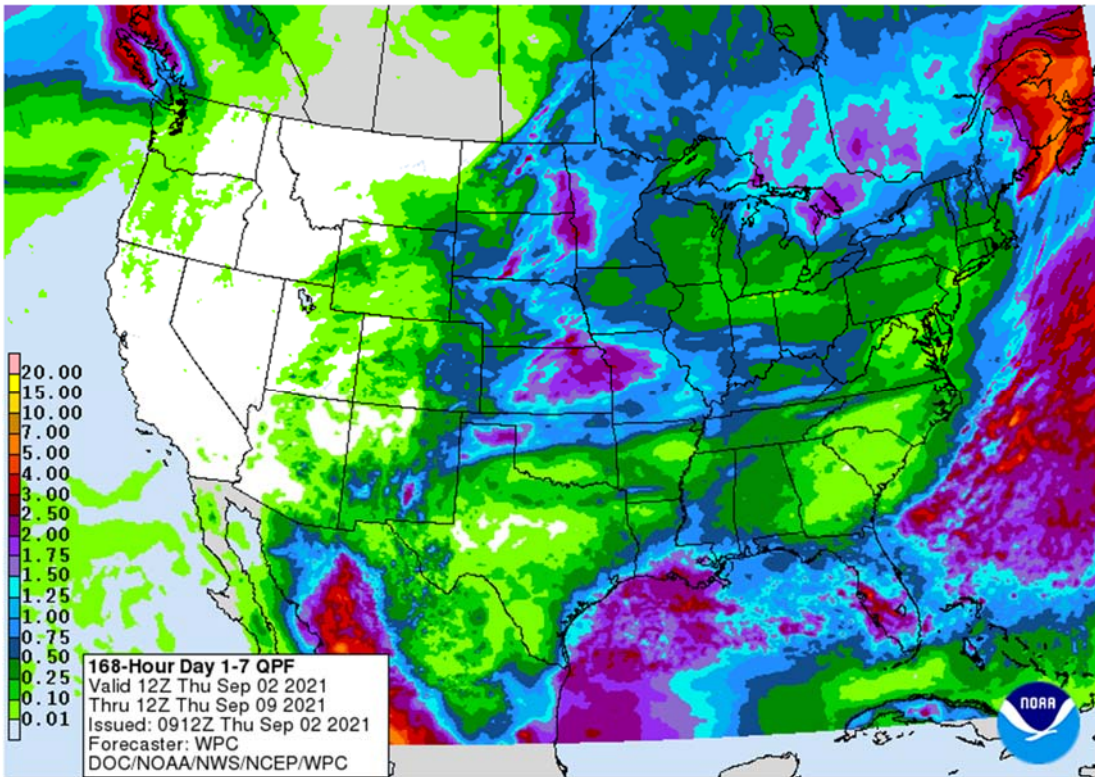 20.00
15.00
10.00
7.00
5.00
4.00
3.00
2.50
2.00
1.75
1.50
1.25
1.00
0.75
0.50
0.25
0.10
0.01
168-Hour Day 1-7 QPF
Valid 12Z Thu Sep 02 2021
Thru 12Z Thu Sep 09 2021
Issued: 0912Z Thu Sep 02 2021
Forecaster: WPC
DOC/NOAA/NWS/NCEP/WPC
NOAA